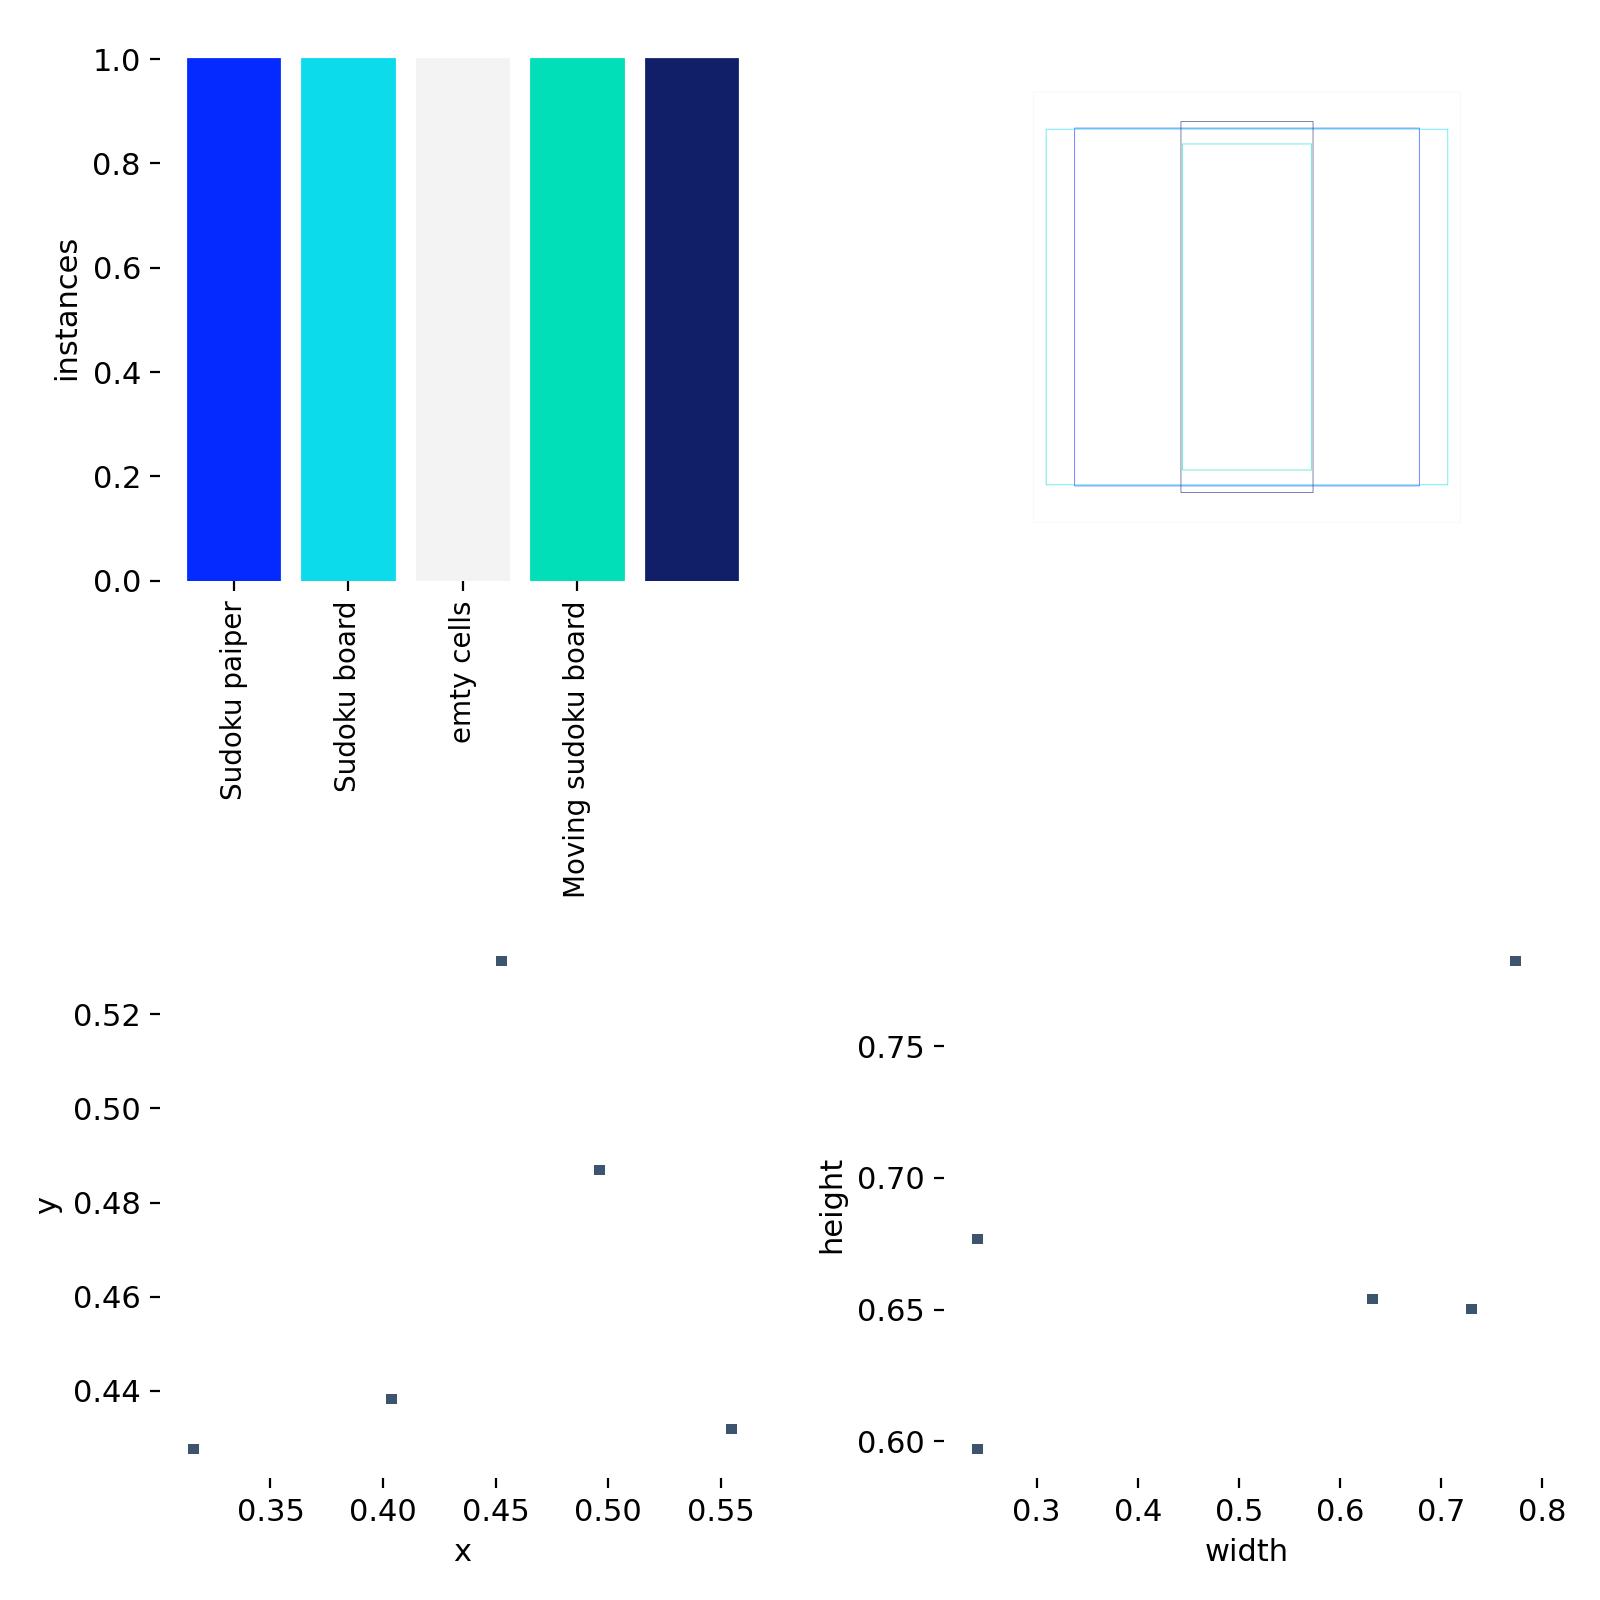 1.0
0.8
0.6
0.4
0.2
0.0
instances
Sudoku paiper
Sudoku board
emty cells
Moving sudoku board
0.52
0.50
0.48
0.46
0.44
y
0.35 0.40 0.45 0.50 0.55
x
0.75
0.70
0.65
0.60
height
0.3 0.4 0.5 0.6 0.7 0.8
width